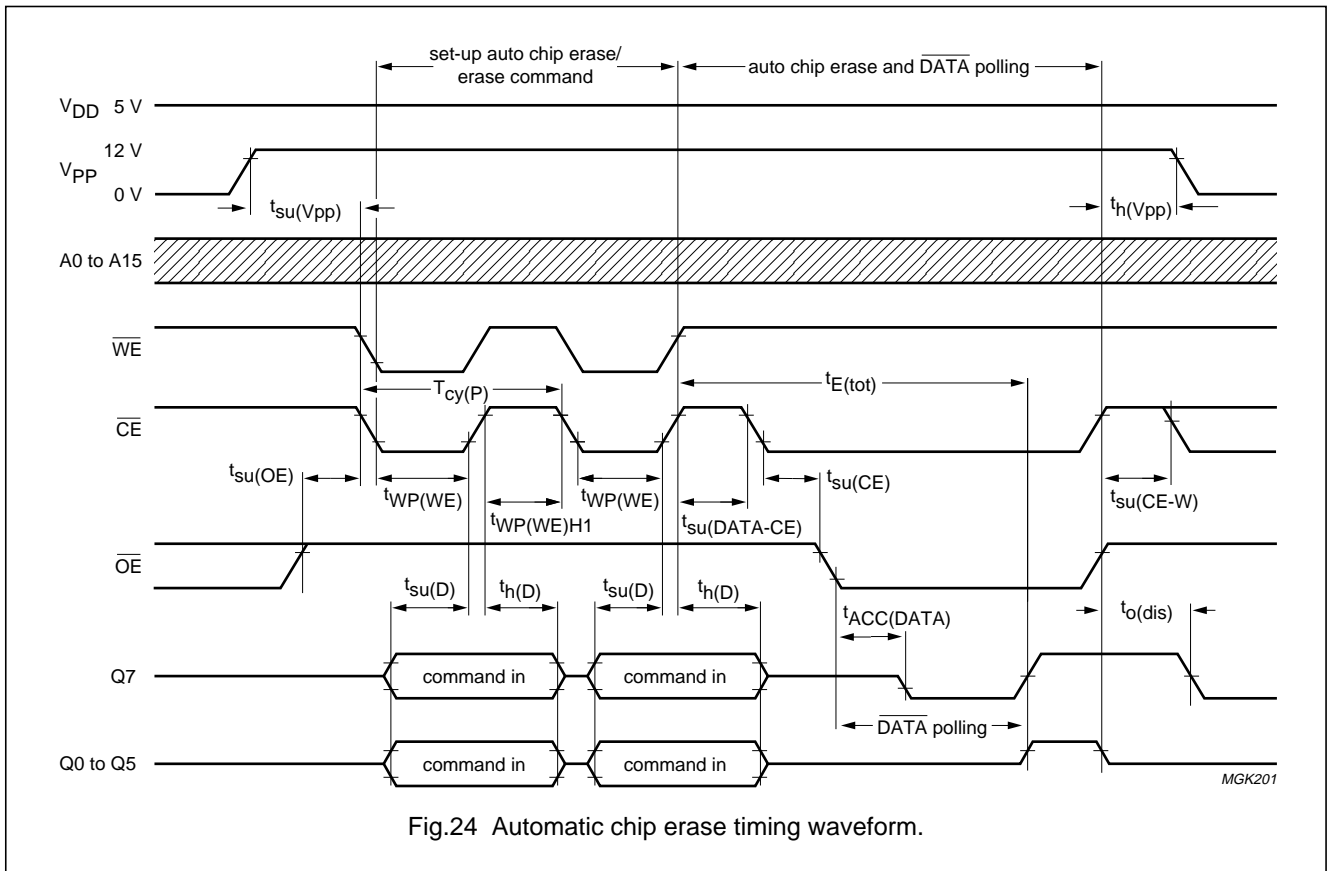 set-up auto chip erase/
erase command
auto chip erase and DATA polling
VDD 5 V
12 V
VPP
0 V
tsu(Vpp)
th(Vpp)
A0 to A15
WE
Tcy(P)
tE(tot)
CE
tsu(OE)
tWP(WE)
tWP(WE)H1
tWP(WE)
tsu(DATA-CE)
tsu(CE)
tsu(CE-W)
OE
tsu(D)
th(D)
tsu(D)
th(D)
tACC(DATA)
to(dis)
Q7
command in
command in
DATA polling
Q0 to Q5
command in
command in
MGK201
Fig.24 Automatic chip erase timing waveform.